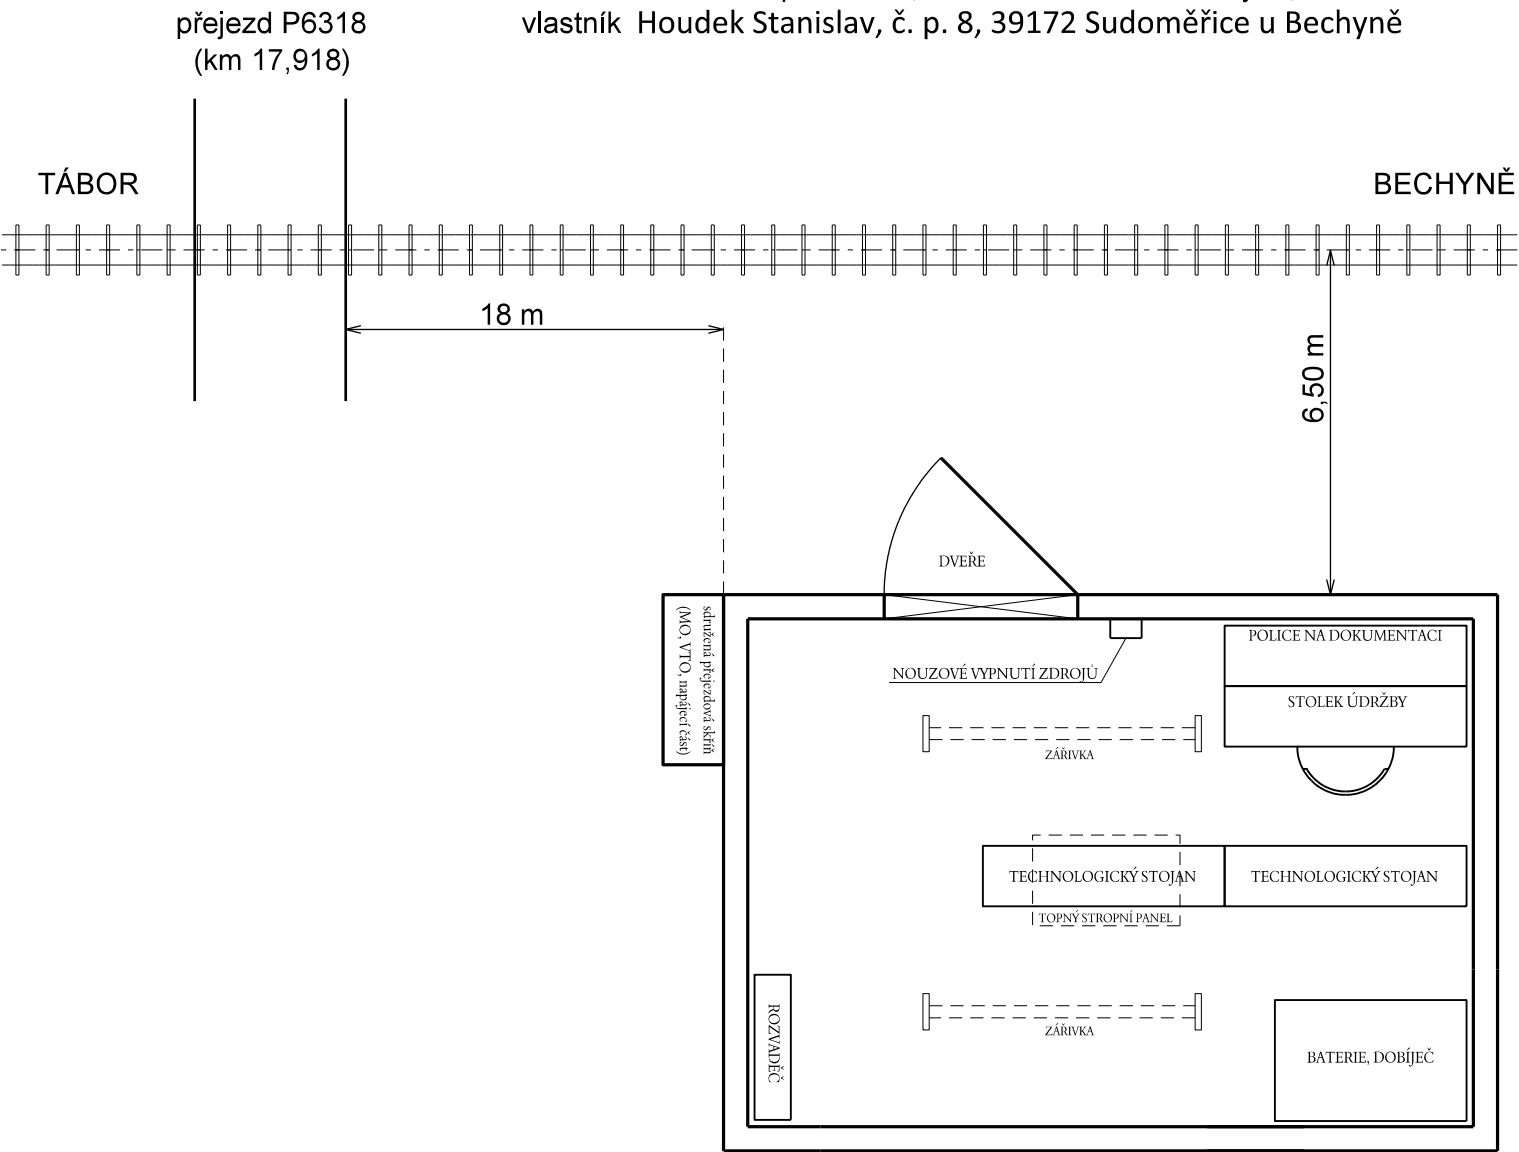 přejezd P6318
(km 17,918)
vlastník Houdek Stanislav, č. p. 8, 39172 Sudoměřice u Bechyně
TÁBOR
BECHYNĚ
18 m
6,50 m
DVEŘE
sdružená přejezdová skříň
(MO, VTO, napájecí část)
NOUZOVÉ VYPNUTÍ ZDROJŮ
POLICE NA DOKUMENTACI
STOLEK ÚDRŽBY
ZÁŘIVKA
TECHNOLOGICKÝ STOJAN
TECHNOLOGICKÝ STOJAN
TOPNÝ STROPNÍ PANEL
ROZVADĚČ
ZÁŘIVKA
BATERIE, DOBÍJEČ